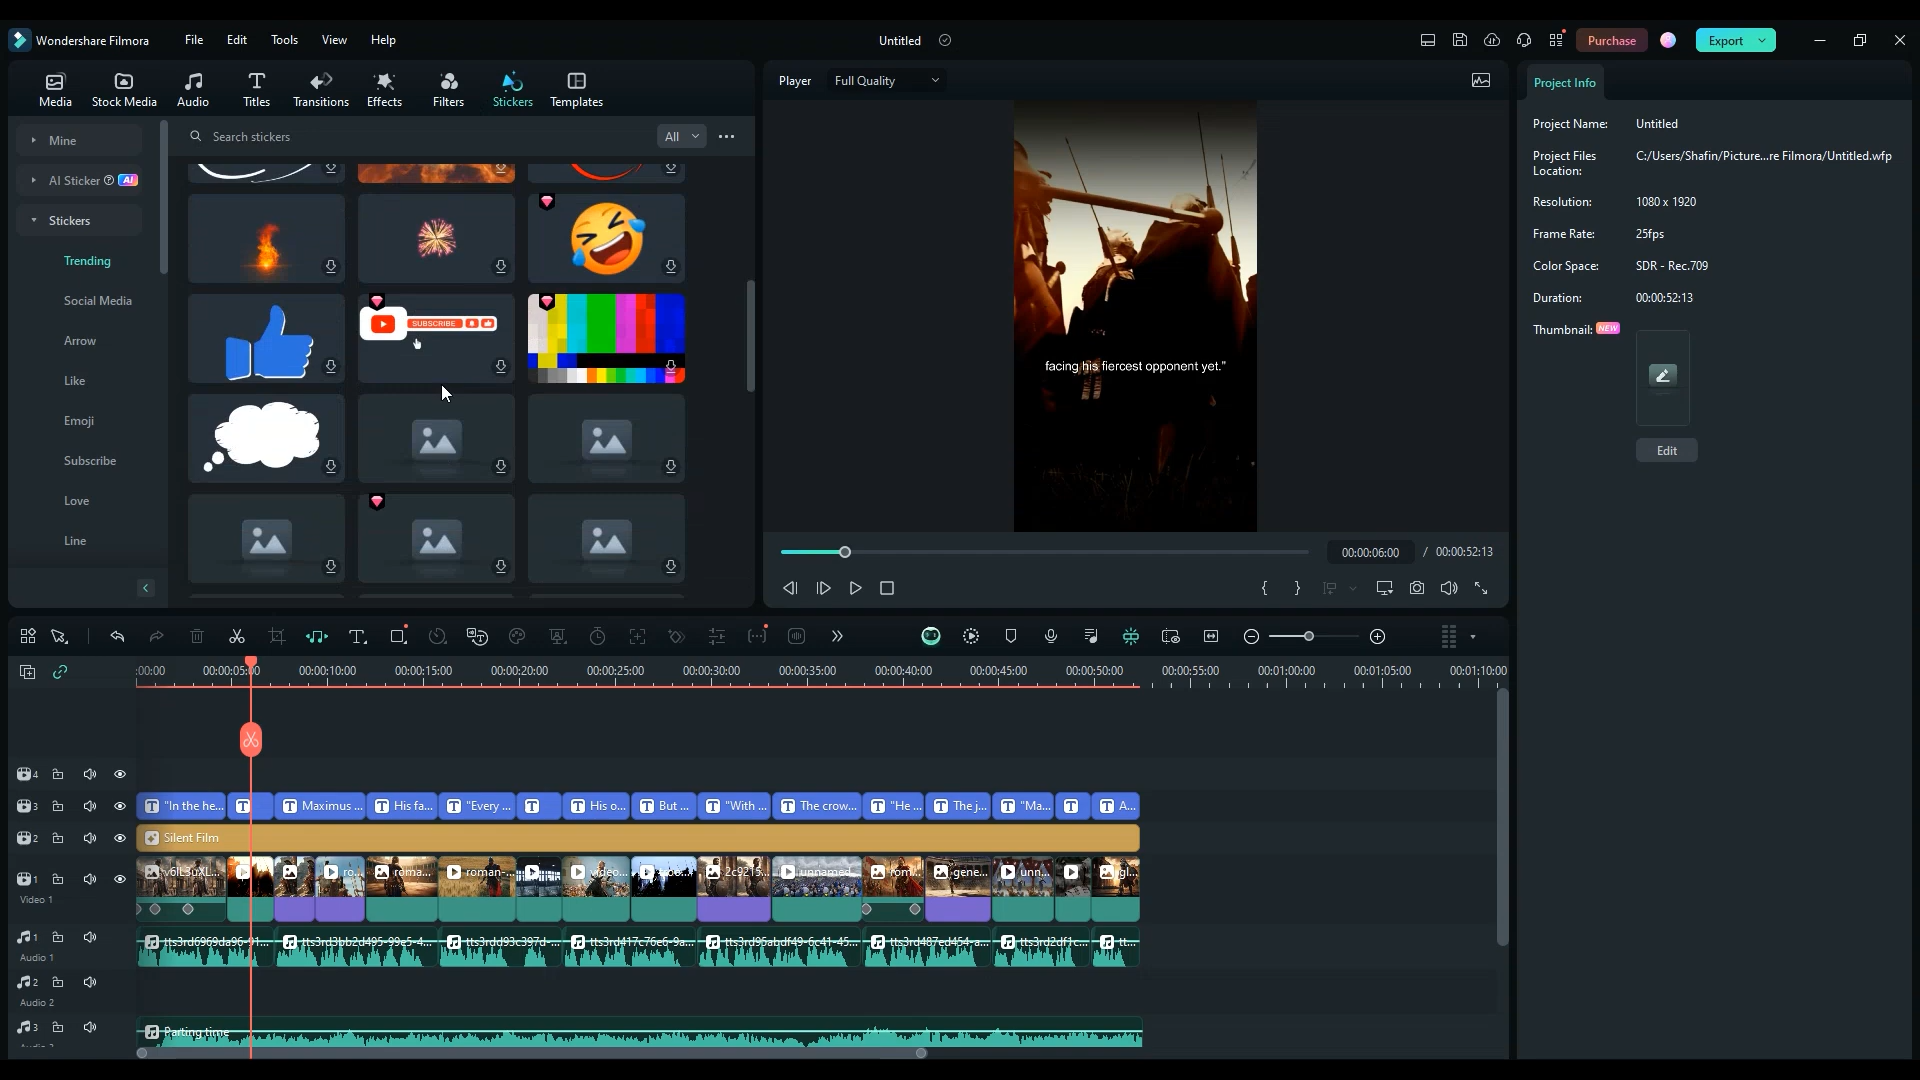 Wondershare Filmora File Edit Tools View Help Untitled Purchase Export
Media Stock Media Audio Titles Transitions Effects Filters Stickers Templates
Player Full Quality
Project Info
Mine
Search stickers All
AI Sticker AI
Stickers
Trending
Social Media
Arrow
Like
Emoji
Subscribe
Love
Line
SUBSCRIBE
facing his fiercest opponent yet."
00:00:06:00 / 00:00:52:13
Project Name: Untitled
Project Files Location: C:/Users/Shafin/Picture...re Filmora/Untitled.wfp
Resolution: 1080 x 1920
Frame Rate: 25fps
Color Space: SDR - Rec.709
Duration: 00:00:52:13
Thumbnail: NEW
Edit
:00:00 00:00:05:00 00:00:10:00 00:00:15:00 00:00:20:00 00:00:25:00 00:00:30:00 00:00:35:00 00:00:40:00 00:00:45:00 00:00:50:00 00:00:55:00 00:01:00:00 00:01:05:00 00:01:10:00
4
3 T "In the he... T T Maximus ... T His fa... T "Every ... T T His o... T But ... T "With ... T The crow... T "He ... T The j... T "Ma... T T A...
2 Silent Film
1 v6lL3uXL... ro... roma... roman-... video... 2c9215... unnamed... rom... gene... unn... gl...
Video 1
1 tts3rd6969da96-91... tts3rd3bb2d495-99e5-4... tts3rdd93c397d-... tts3rd417c76e6-9a... tts3rd95abdf49-6c41-45... tts3rd487ed454-a... tts3rd2df1c... tt...
Audio 1
2
Audio 2
3 Parting time